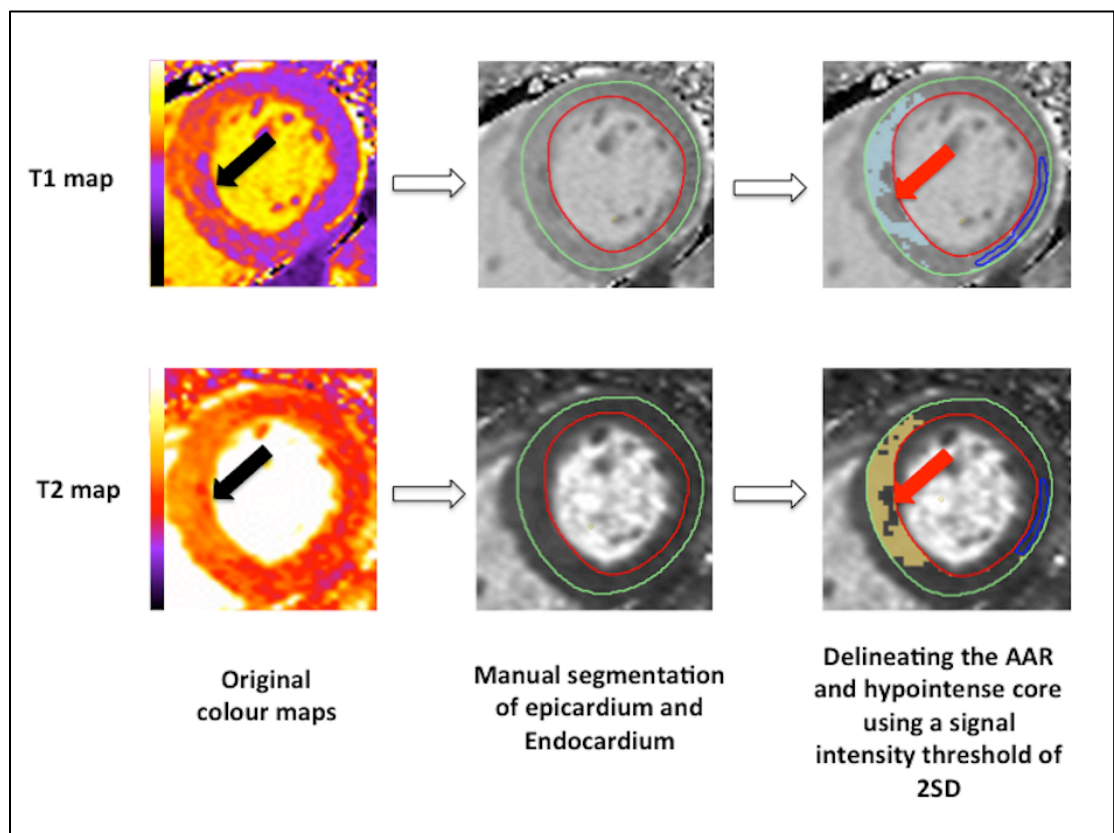 T1 map
T2 map
Original
colour maps
Manual segmentation
of epicardium and
Endocardium
Delineating the AAR
and hypointense core
using a signal
intensity threshold of
2SD